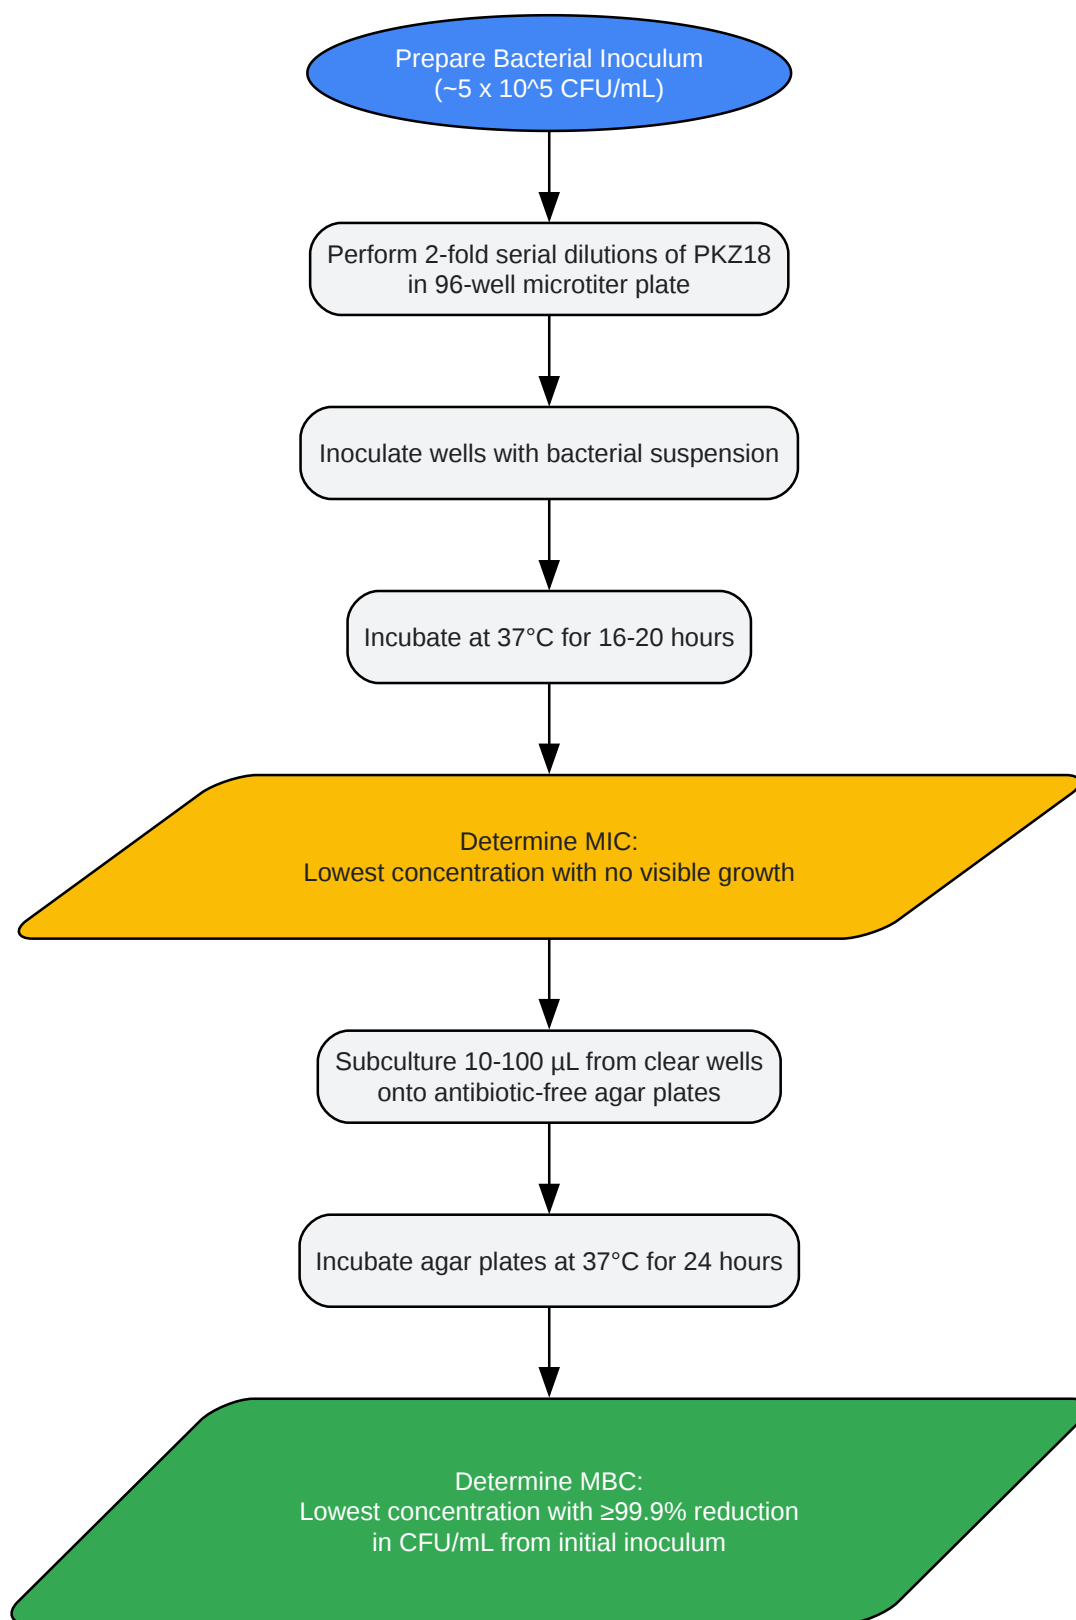 Prepare Bacterial Inoculum
(~5 x 10^5 CFU/mL)
Perform 2-fold serial dilutions of PKZ18
in 96-well microtiter plate
Inoculate wells with bacterial suspension
Incubate at 37°C for 16-20 hours
Determine MIC:
Lowest concentration with no visible growth
Subculture 10-100 µL from clear wells
onto antibiotic-free agar plates
Incubate agar plates at 37°C for 24 hours
Determine MBC:
Lowest concentration with ≥99.9% reduction
in CFU/mL from initial inoculum